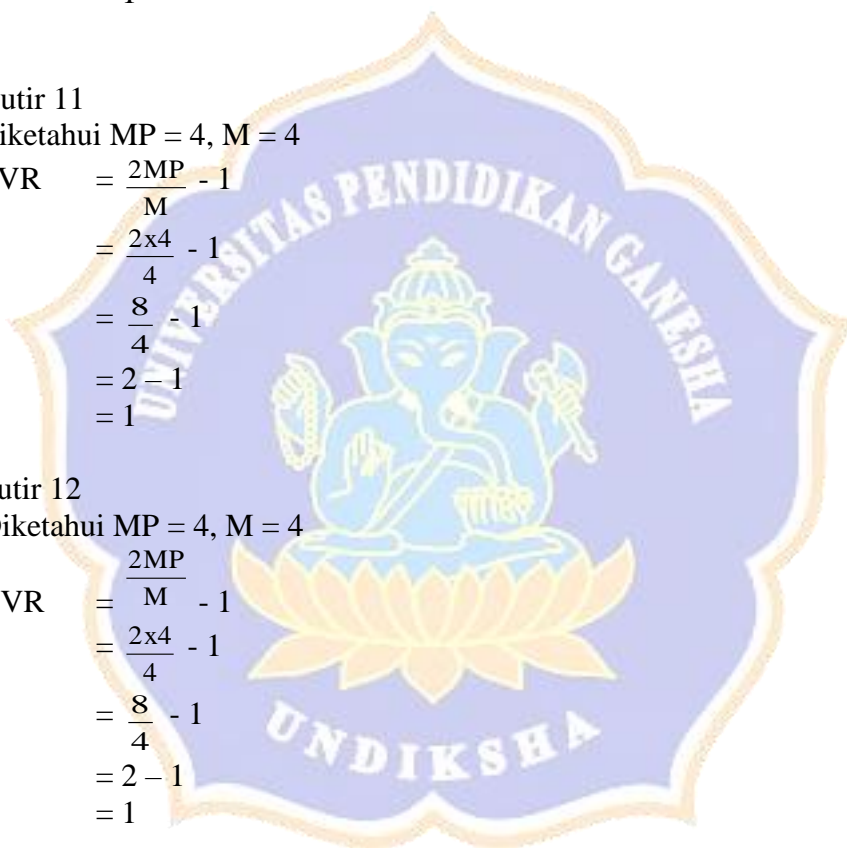 utir 11
iketahui MP = 4, M = 4
VR = 2MP/M - 1
= 2x4/4 - 1
= 8/4 - 1
= 2 – 1
= 1
utir 12
Diketahui MP = 4, M = 4
VR = 2MP/M - 1
= 2x4/4 - 1
= 8/4 - 1
= 2 – 1
= 1
UNIVERSITAS PENDIDIKAN GANESHA
UNDIKSHA